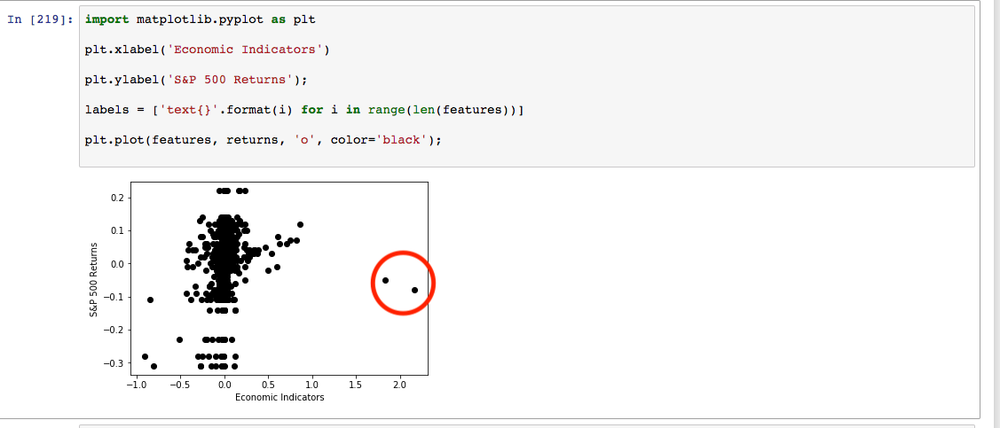 In [219]: import matplotlib.pyplot as plt
plt.xlabel('Economic Indicators')
plt.ylabel('S&P 500 Returns');
labels = ['text{}'.format(i) for i in range(len(features))]
plt.plot(features, returns, 'o', color='black');
S&P 500 Returns
0.2
0.1
0.0
−0.1
−0.2
−0.3
−1.0 −0.5 0.0 0.5 1.0 1.5 2.0
Economic Indicators